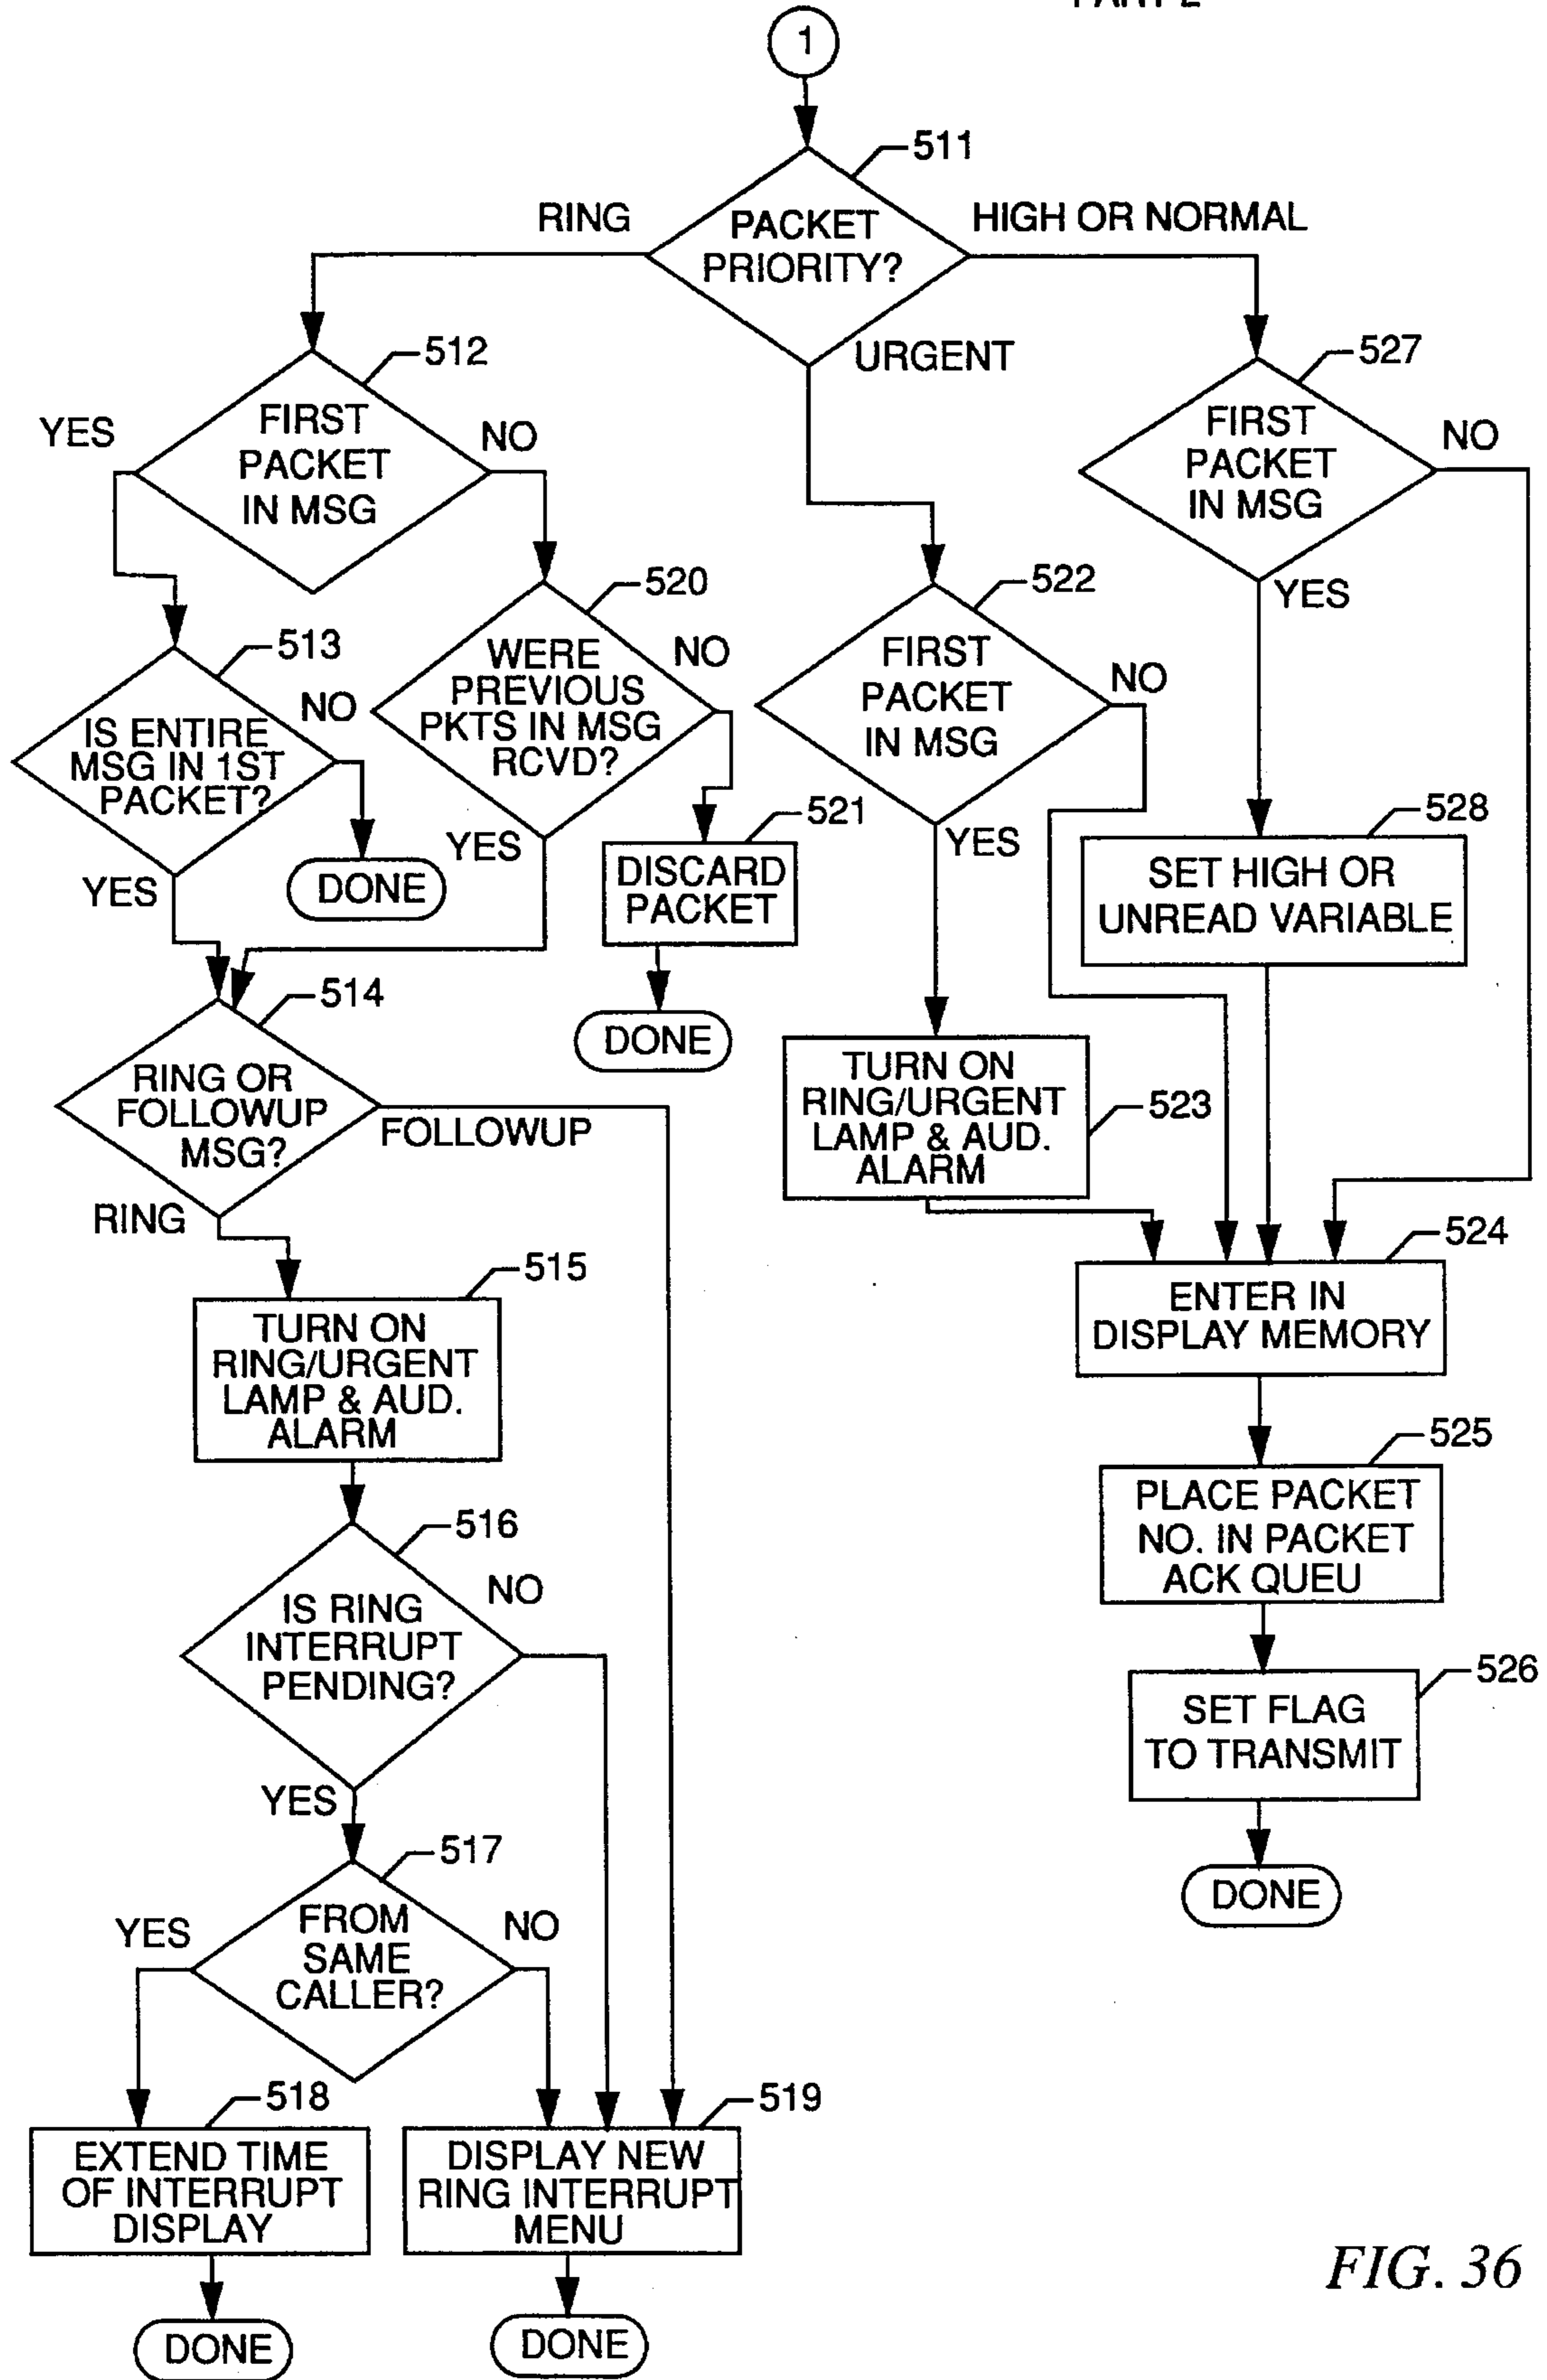 PART 2
1
511
RING
PACKET
PRIORITY?
HIGH OR NORMAL
URGENT
512
FIRST
PACKET
IN MSG
YES
NO
527
FIRST
PACKET
IN MSG
NO
YES
513
IS ENTIRE
MSG IN 1ST
PACKET?
NO
YES
DONE
520
WERE
PREVIOUS
PKTS IN MSG
RCVD?
NO
YES
521
DISCARD
PACKET
DONE
522
FIRST
PACKET
IN MSG
NO
YES
528
SET HIGH OR
UNREAD VARIABLE
514
RING OR
FOLLOWUP
MSG?
FOLLOWUP
RING
TURN ON
RING/URGENT
LAMP & AUD.
ALARM
523
524
ENTER IN
DISPLAY MEMORY
515
TURN ON
RING/URGENT
LAMP & AUD.
ALARM
525
PLACE PACKET
NO. IN PACKET
ACK QUEU
516
IS RING
INTERRUPT
PENDING?
NO
YES
526
SET FLAG
TO TRANSMIT
DONE
517
FROM
SAME
CALLER?
YES
NO
518
EXTEND TIME
OF INTERRUPT
DISPLAY
DONE
519
DISPLAY NEW
RING INTERRUPT
MENU
DONE
FIG. 36